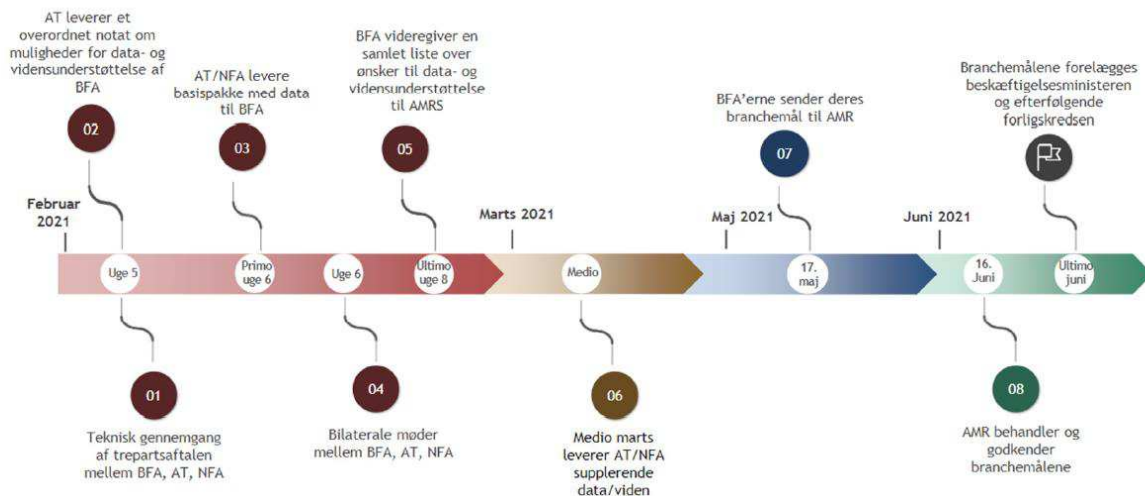 AT leverer et
overordnet notat om
muligheder for data- og
vidensunderstøttelse af
BFA
02
AT/NFA levere
basispakke med data
til BFA
03
BFA videregiver en
samlet liste over
ønsker til data- og
vidensunderstøttelse
til AMRS
05
BFA'erne sender deres
branchemål til AMR
07
Branchemålene forelægges
beskæftigelsesministeren
og efterfølgende
forligskredsen
Februar
2021
Marts 2021
Maj 2021
Juni 2021
Uge 5
Primo
uge 6
Uge 6
Ultimo
uge 8
Medio
17.
maj
16.
Juni
Ultimo
juni
01
Teknisk gennemgang
af trepartsaftalen
mellem BFA, AT, NFA
04
Bilaterale møder
mellem BFA, AT, NFA
06
Medio marts
leverer AT/NFA
supplerende
data/viden
08
AMR behandler og
godkender
branchemålene